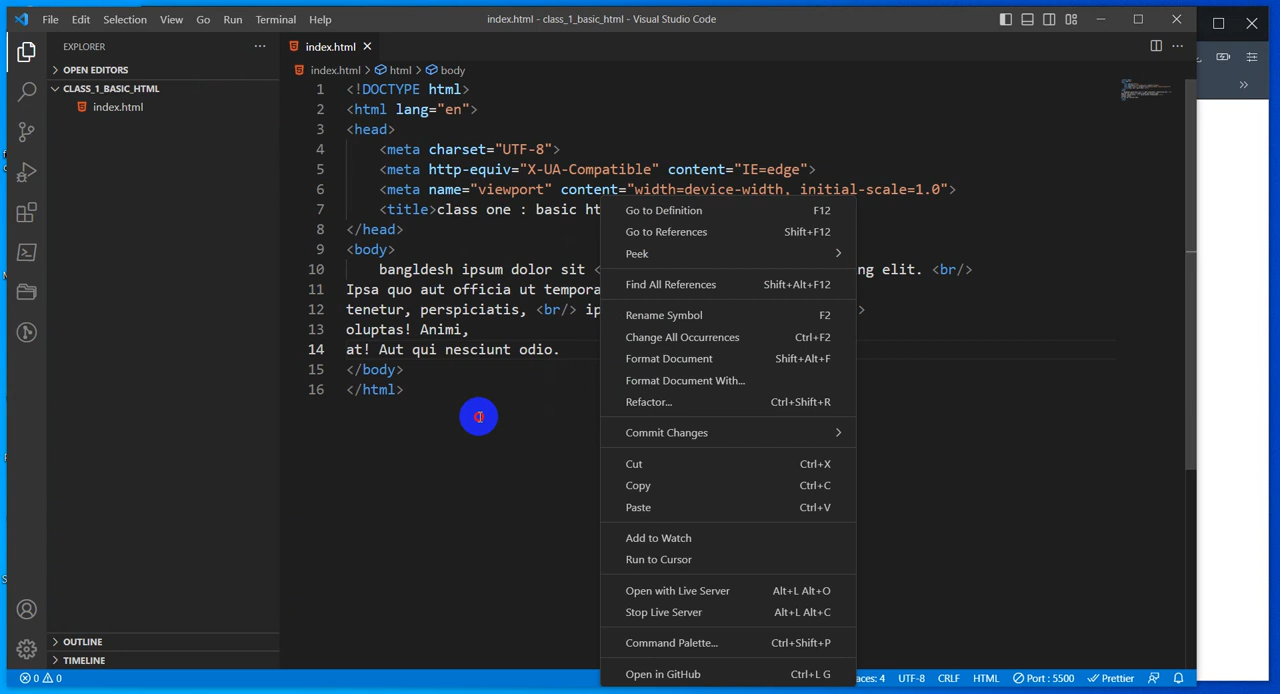 File Edit Selection View Go Run Terminal Help
index.html - class_1_basic_html - Visual Studio Code
EXPLORER
OPEN EDITORS
CLASS_1_BASIC_HTML
index.html
OUTLINE
TIMELINE
index.html
index.html > html > body
1 <!DOCTYPE html>
2 <html lang="en">
3 <head>
4 <meta charset="UTF-8">
5 <meta http-equiv="X-UA-Compatible" content="IE=edge">
6 <meta name="viewport" content="width=device-width, initial-scale=1.0">
7 <title>class one : basic ht
8 </head>
9 <body>
10 bangldesh ipsum dolor sit < ng elit. <br/>
11 Ipsa quo aut officia ut tempora
12 tenetur, perspiciatis, <br/> ip >
13 oluptas! Animi,
14 at! Aut qui nesciunt odio.
15 </body>
16 </html>
Go to Definition F12
Go to References Shift+F12
Peek
Find All References Shift+Alt+F12
Rename Symbol F2
Change All Occurrences Ctrl+F2
Format Document Shift+Alt+F
Format Document With...
Refactor... Ctrl+Shift+R
Commit Changes
Cut Ctrl+X
Copy Ctrl+C
Paste Ctrl+V
Add to Watch
Run to Cursor
Open with Live Server Alt+L Alt+O
Stop Live Server Alt+L Alt+C
Command Palette... Ctrl+Shift+P
Open in GitHub Ctrl+L G
0 0 aces: 4 UTF-8 CRLF HTML Port : 5500 Prettier